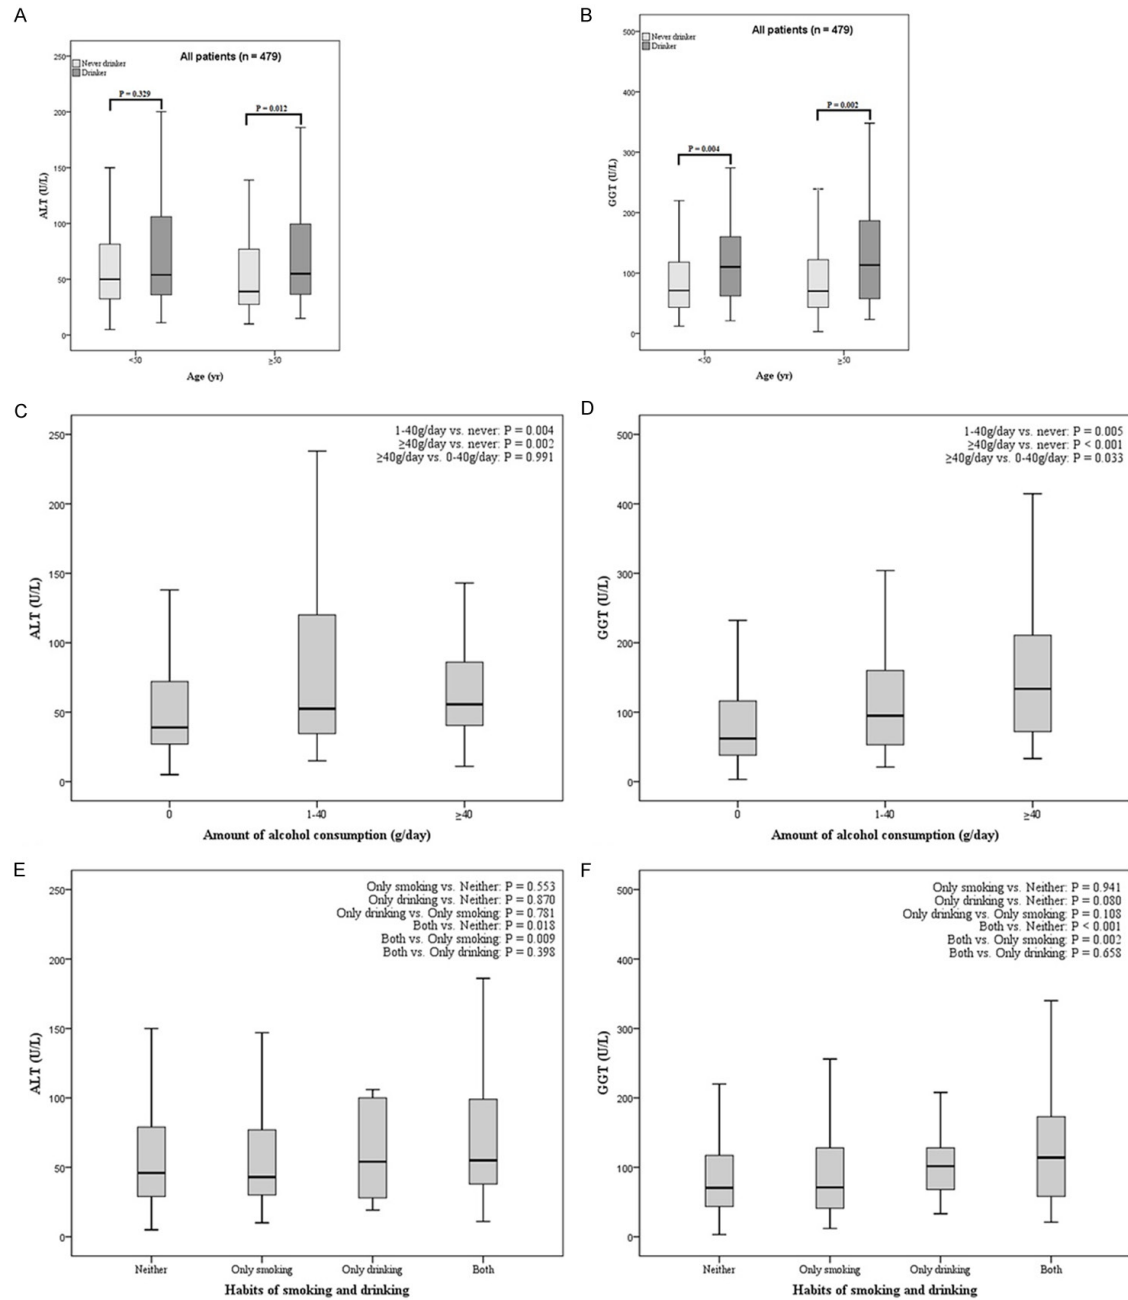 A
All patients (n = 479)
Never drinker
Drinker
P = 0.329
P = 0.012
250
200
150
100
50
0
ALT (U/L)
<50
≥50
Age (yr)
B
All patients (n = 479)
Never drinker
Drinker
P = 0.004
P = 0.002
500
400
300
200
100
0
GGT (U/L)
<50
≥50
Age (yr)
C
1-40g/day vs. never: P = 0.004
≥40g/day vs. never: P = 0.002
≥40g/day vs. 0-40g/day: P = 0.991
250
200
150
100
50
0
ALT (U/L)
0
1-40
≥40
Amount of alcohol consumption (g/day)
D
1-40g/day vs. never: P = 0.005
≥40g/day vs. never: P < 0.001
≥40g/day vs. 0-40g/day: P = 0.033
500
400
300
200
100
0
GGT (U/L)
0
1-40
≥40
Amount of alcohol consumption (g/day)
E
Only smoking vs. Neither: P = 0.553
Only drinking vs. Neither: P = 0.870
Only drinking vs. Only smoking: P = 0.781
Both vs. Neither: P = 0.018
Both vs. Only smoking: P = 0.009
Both vs. Only drinking: P = 0.398
250
200
150
100
50
0
ALT (U/L)
Neither
Only smoking
Only drinking
Both
Habits of smoking and drinking
F
Only smoking vs. Neither: P = 0.941
Only drinking vs. Neither: P = 0.080
Only drinking vs. Only smoking: P = 0.108
Both vs. Neither: P < 0.001
Both vs. Only smoking: P = 0.002
Both vs. Only drinking: P = 0.658
500
400
300
200
100
0
GGT (U/L)
Neither
Only smoking
Only drinking
Both
Habits of smoking and drinking